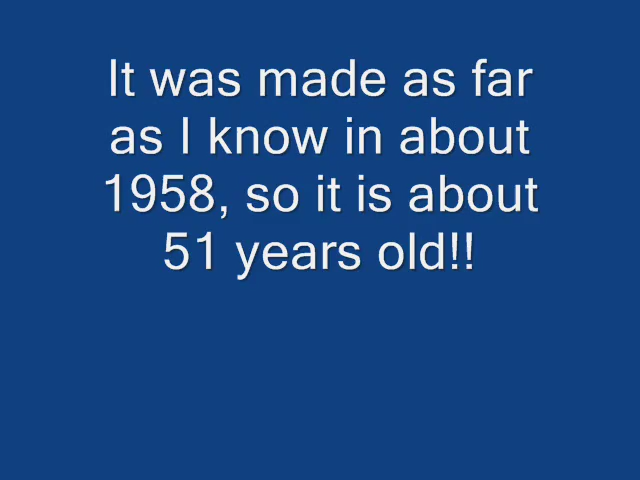 It was made as far
as I know in about
1958, so it is about
51 years old!!